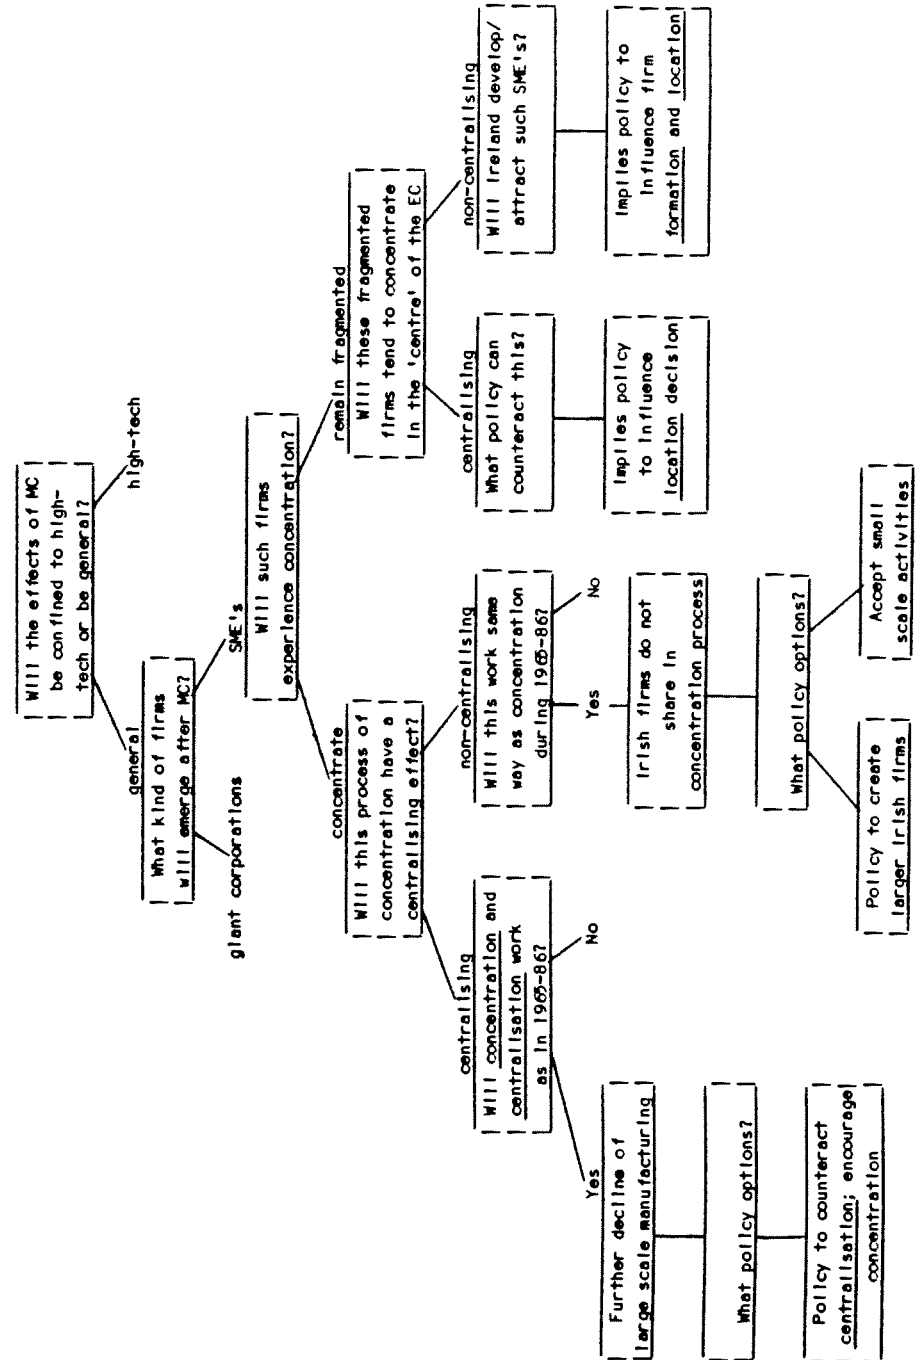 Will the effects of MC
be confined to high-
tech or be general?
general
high-tech
What kind of firms
will emerge after MC?
giant corporations
SME's
Will such firms
experience concentration?
concentrate
remain fragmented
Will this process of
concentration have a
centralising effect?
Will these fragmented
firms tend to concentrate
in the 'centre' of the EC
centralising
non-centralising
centralising
non-centralising
Will concentration and
centralisation work
as in 1965-86?
Will this work same
way as concentration
during 1965-86?
What policy can
counteract this?
Will Ireland develop/
attract such SME's?
Yes
No
Yes
No
Further decline of
large scale manufacturing
Irish firms do not
share in
concentration process
Implies policy
to influence
location decision
Implies policy to
influence firm
formation and location
What policy options?
What policy options?
Policy to counteract
centralisation; encourage
concentration
Policy to create
larger Irish firms
Accept small
scale activities